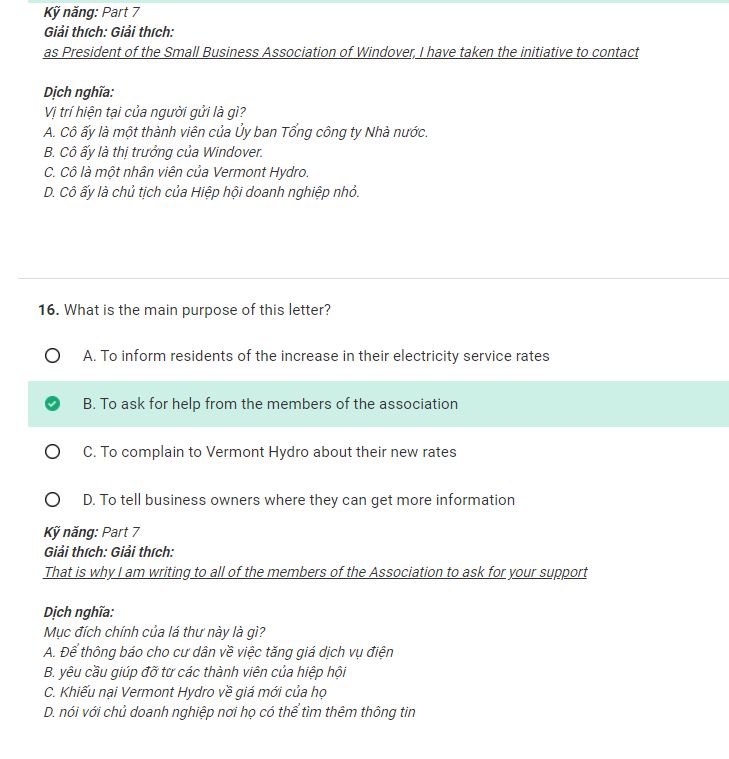 Kỹ năng: Part 7
Giải thích: Giải thích:
as President of the Small Business Association of Windover, I have taken the initiative to contact
Dịch nghĩa:
Vị trí hiện tại của người gửi là gì?
A. Cô ấy là một thành viên của Ủy ban Tổng công ty Nhà nước.
B. Cô ấy là thị trưởng của Windover.
C. Cô là một nhân viên của Vermont Hydro.
D. Cô ấy là chủ tịch của Hiệp hội doanh nghiệp nhỏ.
16. What is the main purpose of this letter?
A. To inform residents of the increase in their electricity service rates
B. To ask for help from the members of the association
C. To complain to Vermont Hydro about their new rates
D. To tell business owners where they can get more information
Kỹ năng: Part 7
Giải thích: Giải thích:
That is why I am writing to all of the members of the Association to ask for your support
Dịch nghĩa:
Mục đích chính của lá thư này là gì?
A. Để thông báo cho cư dân về việc tăng giá dịch vụ điện
B. yêu cầu giúp đỡ từ các thành viên của hiệp hội
C. Khiếu nại Vermont Hydro về giá mới của họ
D. nói với chủ doanh nghiệp nơi họ có thể tìm thêm thông tin